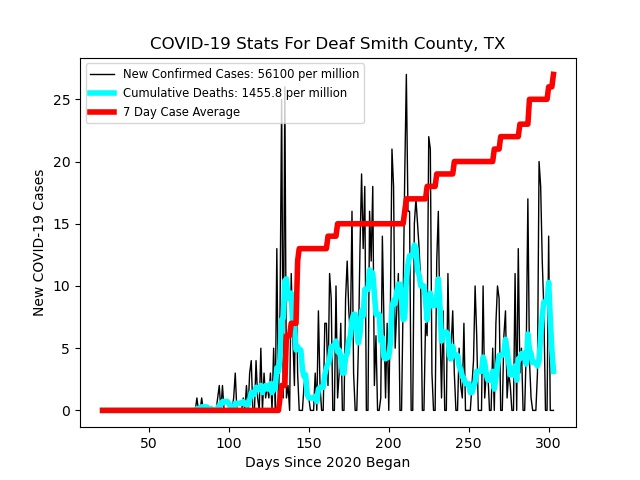 COVID-19 Stats For Deaf Smith County, TX
New Confirmed Cases: 56100 per million
Cumulative Deaths: 1455.8 per million
7 Day Case Average
25
20
15
10
5
0
New COVID-19 Cases
50 100 150 200 250 300
Days Since 2020 Began